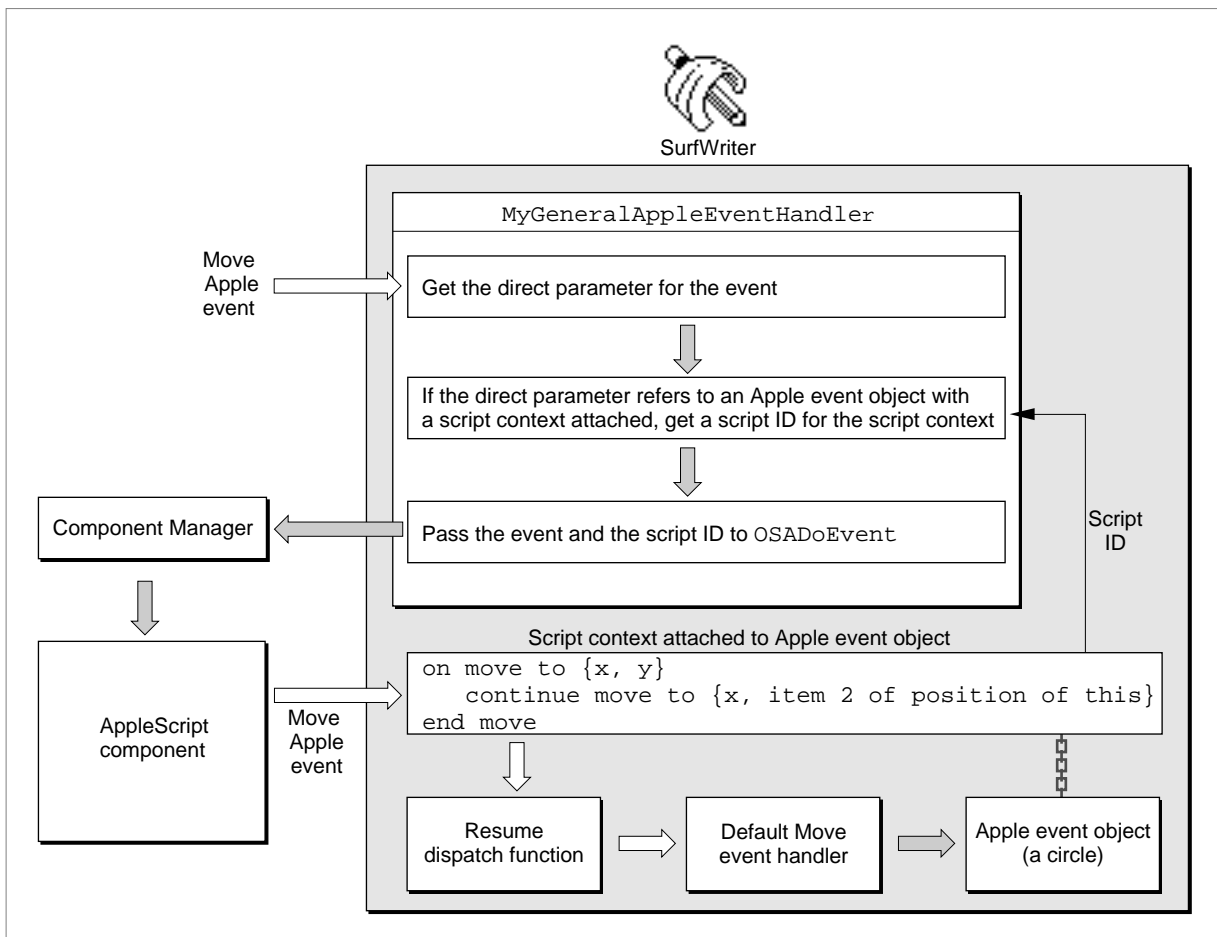 SurfWriter
MyGeneralAppleEventHandler
Move
Apple
event
Get the direct parameter for the event
If the direct parameter refers to an Apple event object with
a script context attached, get a script ID for the script context
Component Manager
Pass the event and the script ID to OSADoEvent
Script
ID
Script context attached to Apple event object
on move to {x, y}
continue move to {x, item 2 of position of this}
end move
AppleScript
component
Move
Apple
event
Resume
dispatch function
Default Move
event handler
Apple event object
(a circle)